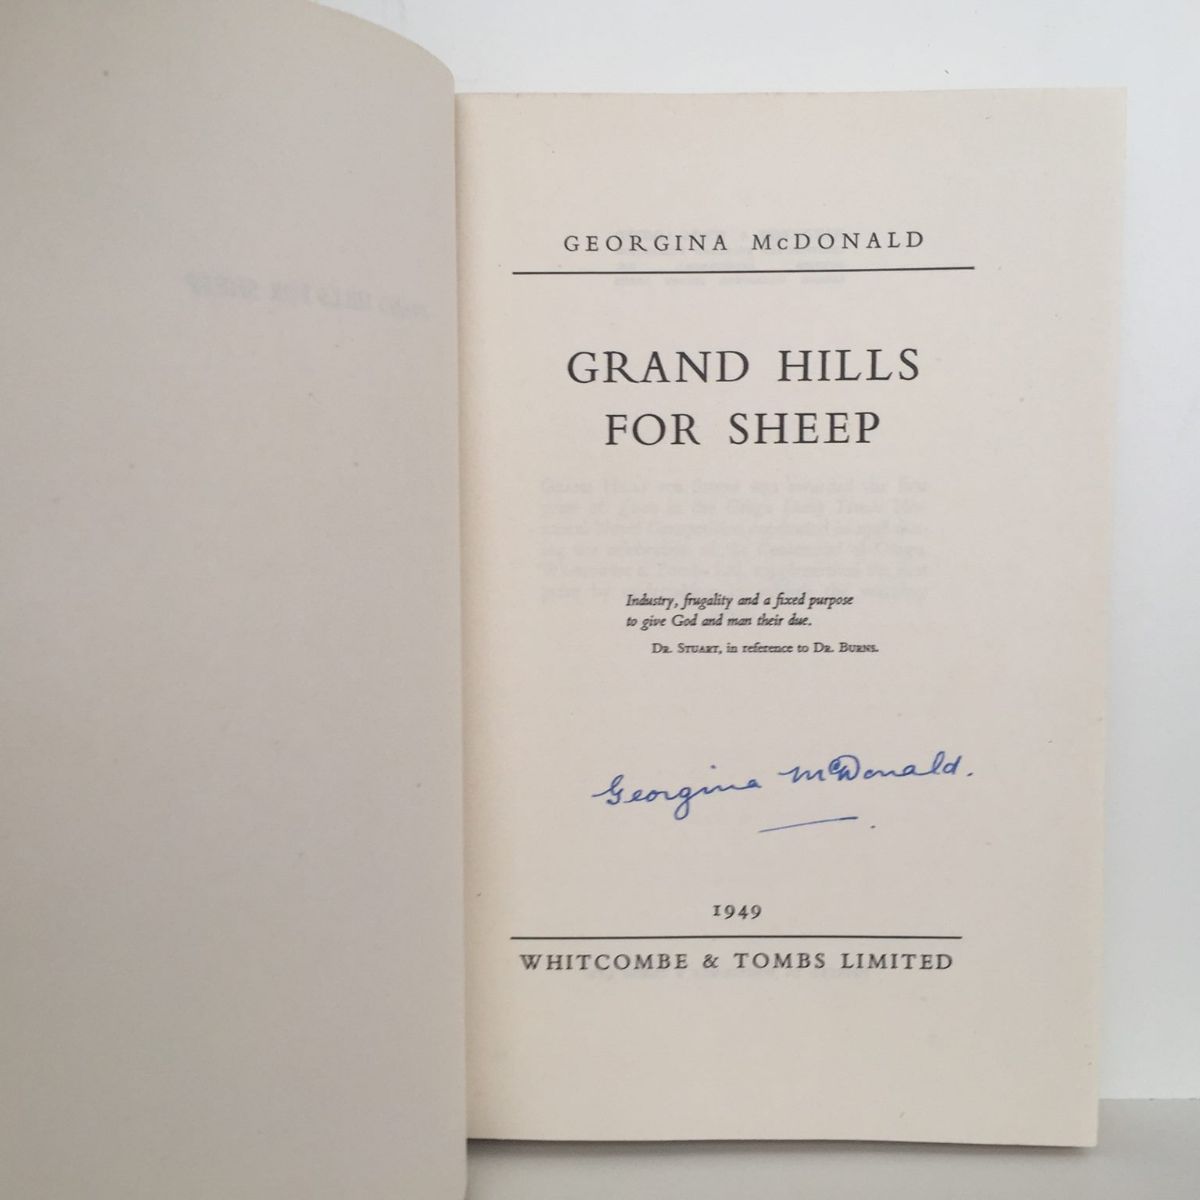 GEORGINA McDONALD
GRAND HILLS
FOR SHEEP
Industry, frugality and a fixed purpose
to give God and man their due.
DR. STUART, in reference to DR. BURNS.
Georgina McDonald.
1949
WHITCOMBE & TOMBS LIMITED